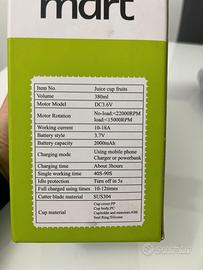 mart
Item No. Juice cup fruits
Volume 380ml
Motor Model DC3.6V
Motor Rotation No-load:<22000RPM
load:<15000RPM
Working current 10-18A
Battery style 3.7V
Battery capacity 2000mAh
Charging mode Using mobile phone
Charger or powerbank
Charging time About 3hours
Single working time 40S-90S
Idle protection Turn off in 5s
Full charged using times 10-12times
Cutter blade material SUS304
Cup material Cup cover:PP
Cup body:PC
Seal Ring:Silicone